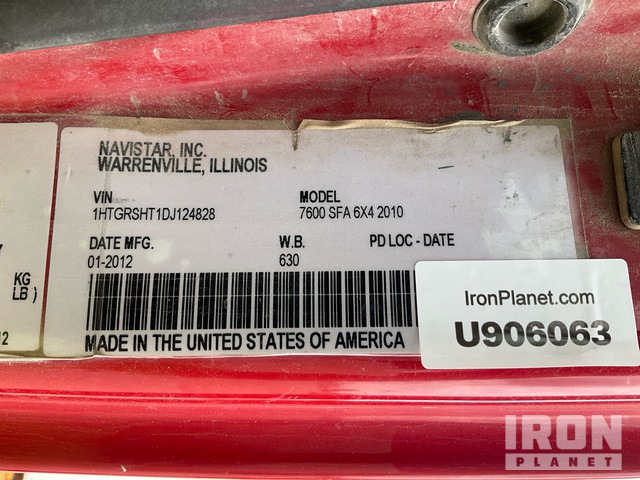 NAVISTAR, INC.
WARRENVILLE, ILLINOIS
VIN MODEL
1HTGRSHT1DJ124828 7600 SFA 6X4 2010
DATE MFG. W.B. PD LOC - DATE
01-2012 630
MADE IN THE UNITED STATES OF AMERICA
KG
LB )
12
IronPlanet.com
U906063
IRON
PLANET